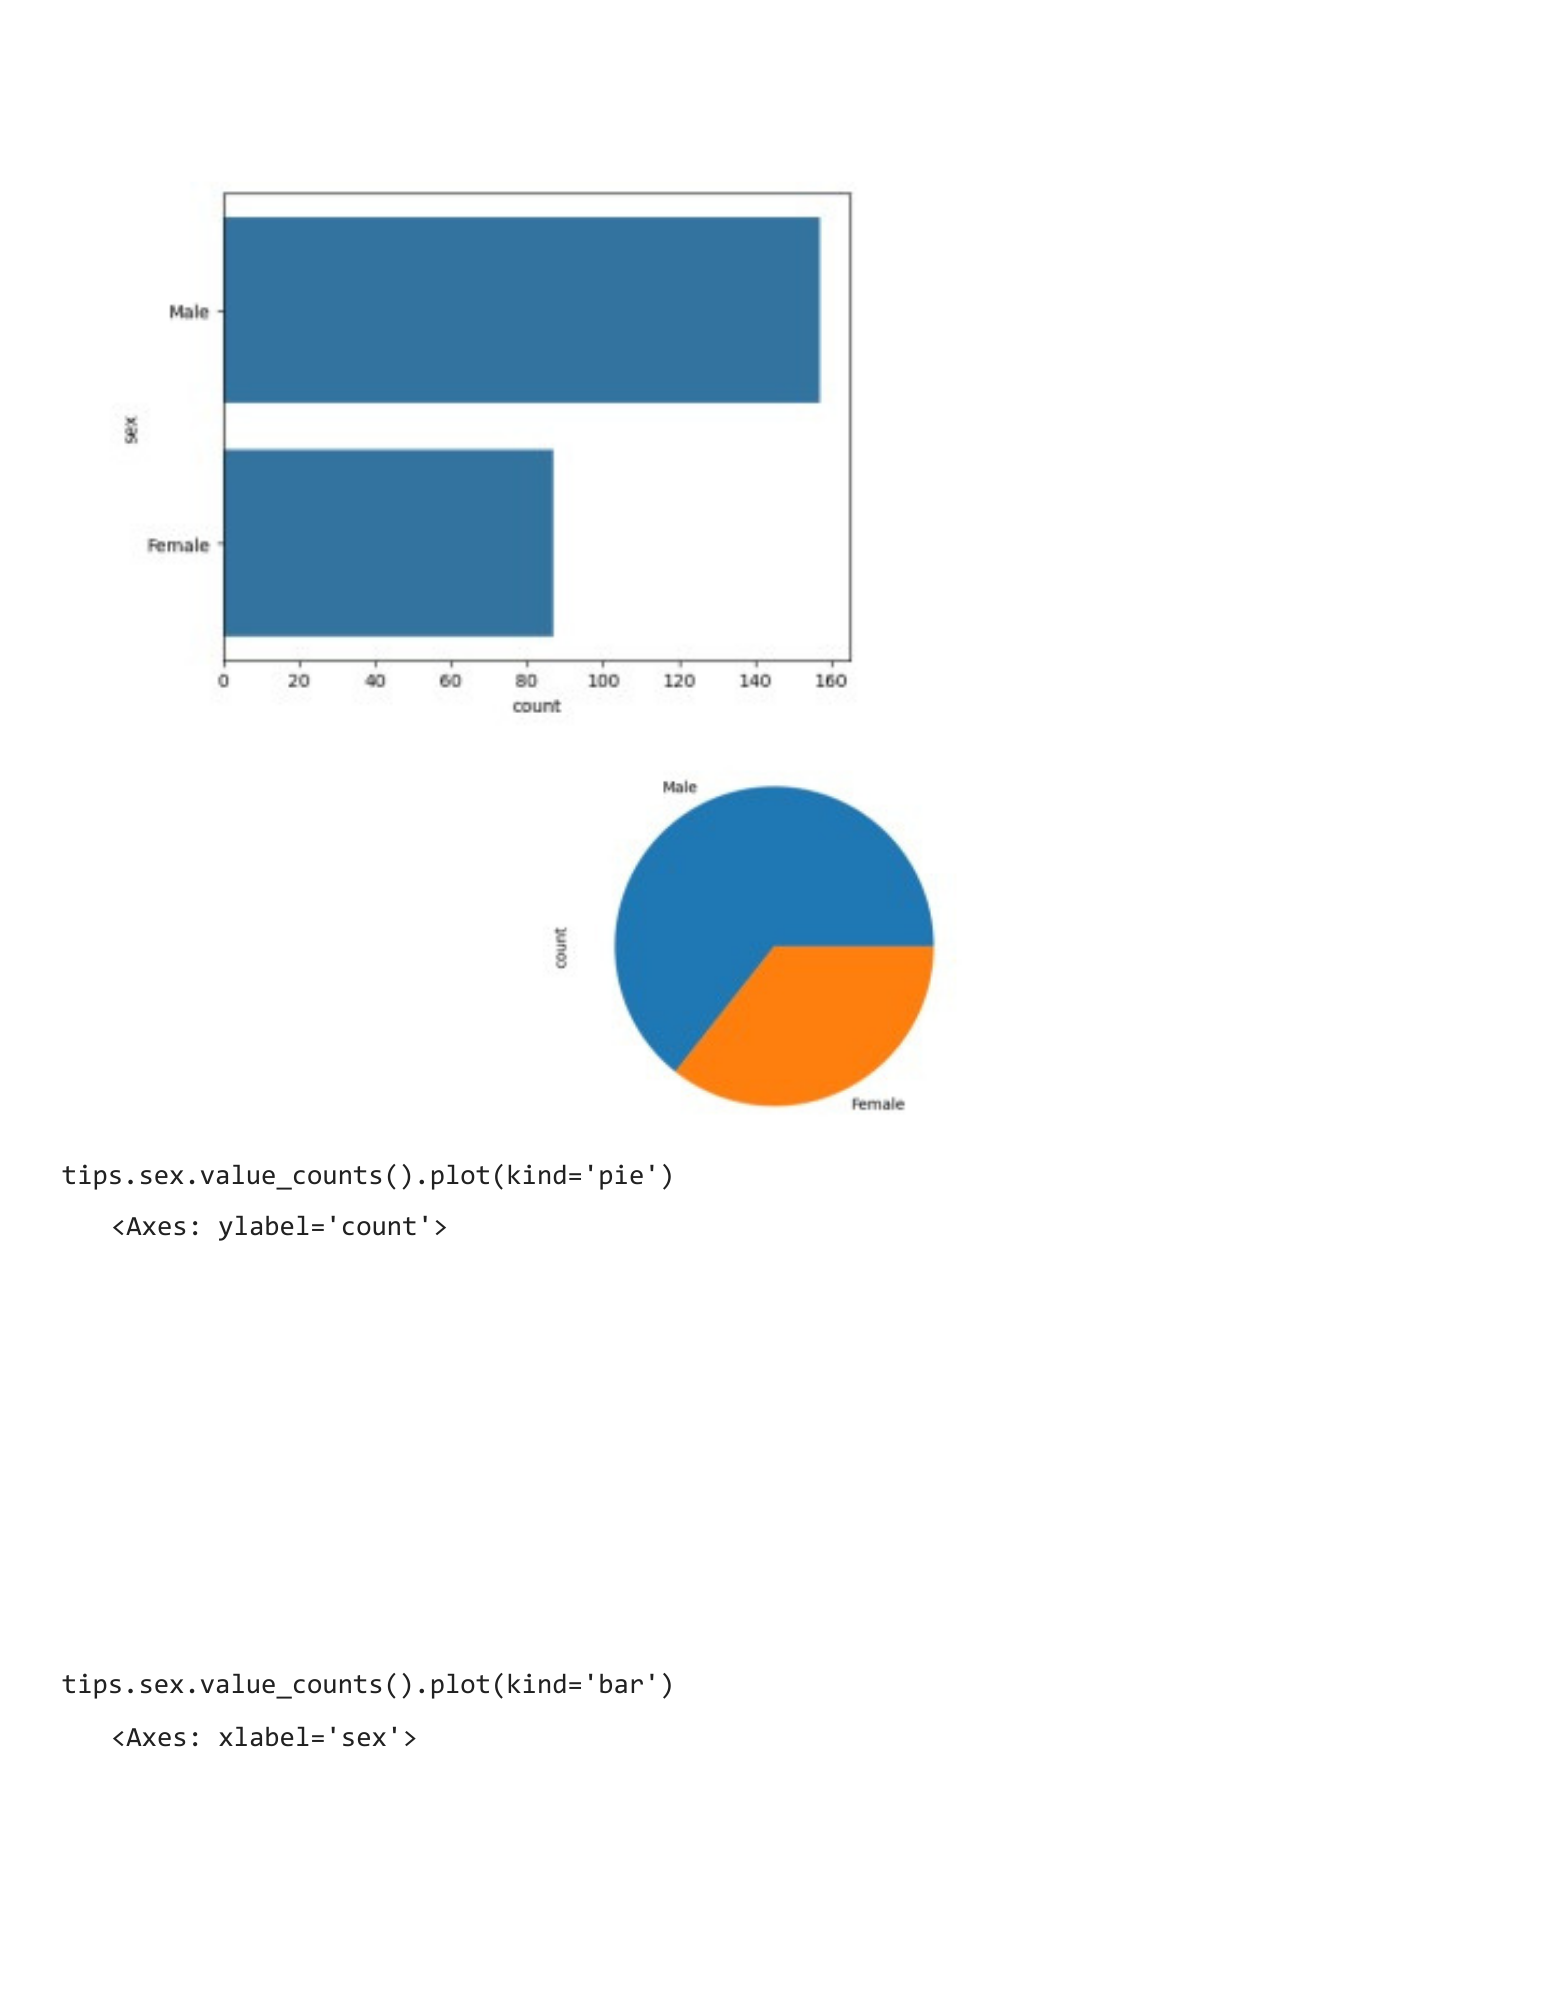 Male
sex
Female
0 20 40 60 80 100 120 140 160
count
Male
count
Female
tips.sex.value_counts().plot(kind='pie')
<Axes: ylabel='count'>
tips.sex.value_counts().plot(kind='bar')
<Axes: xlabel='sex'>